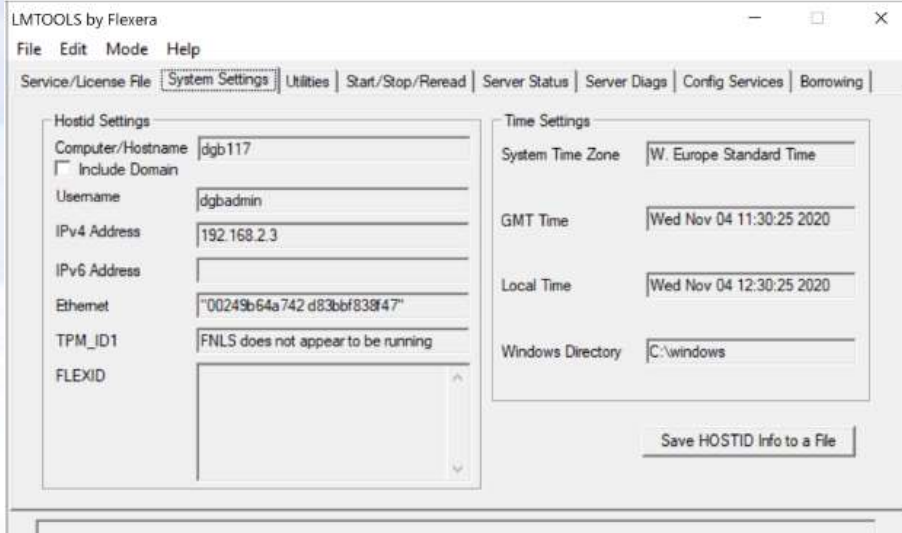 LMTOOLS by Flexera
File Edit Mode Help
Service/License File System Settings Utilities Start/Stop/Reread Server Status Server Diags Config Services Borrowing
Hostid Settings
Computer/Hostname dgb117
Include Domain
Username dgbadmin
IPv4 Address 192.168.2.3
IPv6 Address
Ethernet "00249b64a742 d83bbf838f47"
TPM_ID1 FNLS does not appear to be running
FLEXID
Time Settings
System Time Zone W. Europe Standard Time
GMT Time Wed Nov 04 11:30:25 2020
Local Time Wed Nov 04 12:30:25 2020
Windows Directory C:\windows
Save HOSTID Info to a File